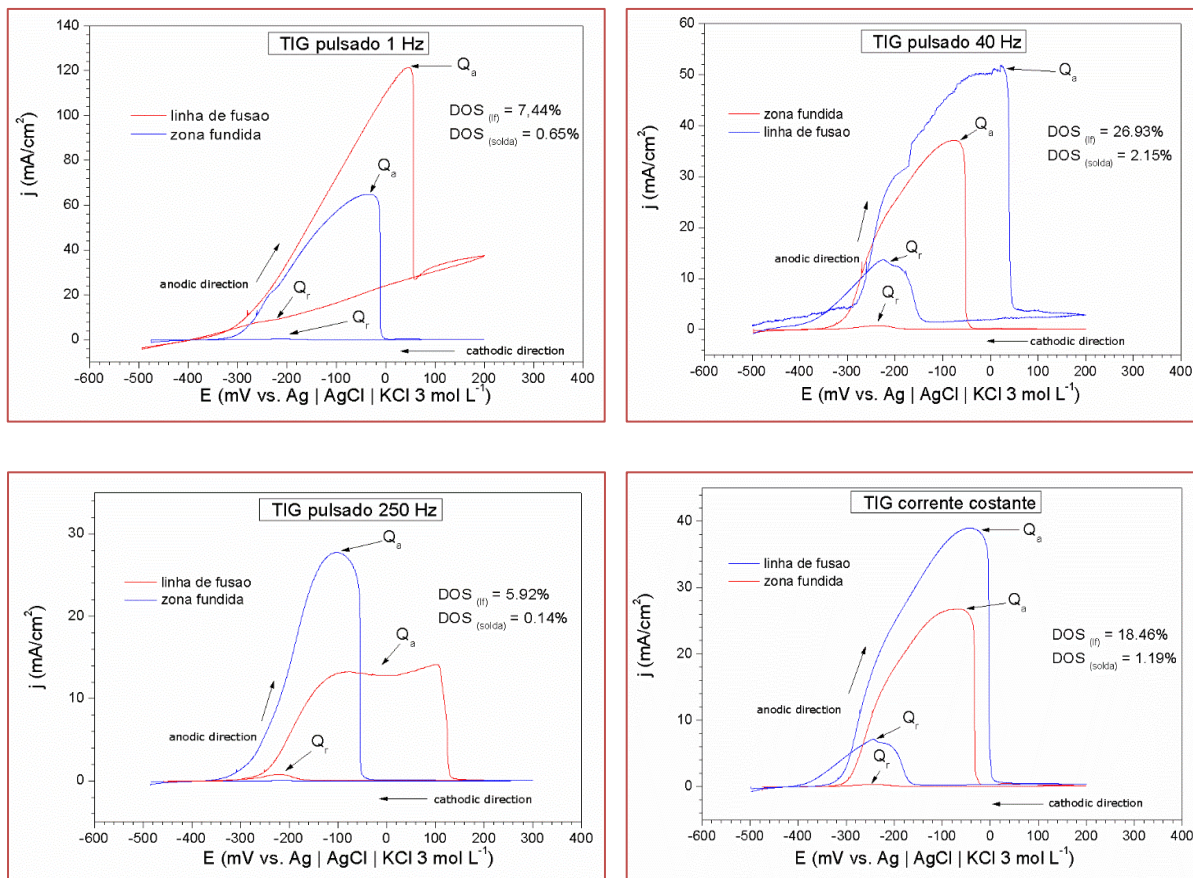 TIG pulsado 1 Hz
140
120
100
80
60
40
20
0
j (mA/cm²)
linha de fusao
zona fundida
Qa
DOS (lf) = 7,44%
DOS (solda) = 0.65%
Qa
anodic direction
Qr
Qr
cathodic direction
-600 -500 -400 -300 -200 -100 0 100 200 300 400
E (mV vs. Ag | AgCl | KCl 3 mol L⁻¹)
TIG pulsado 40 Hz
60
50
40
30
20
10
0
j (mA/cm²)
zona fundida
linha de fusao
Qa
DOS (lf) = 26.93%
DOS (solda) = 2.15%
Qa
anodic direction
Qr
Qr
cathodic direction
-600 -500 -400 -300 -200 -100 0 100 200 300 400
E (mV vs. Ag | AgCl | KCl 3 mol L⁻¹)
TIG pulsado 250 Hz
30
20
10
0
j (mA/cm²)
linha de fusao
zona fundida
Qa
DOS (lf) = 5.92%
DOS (solda) = 0.14%
Qa
anodic direction
Qr
cathodic direction
-600 -500 -400 -300 -200 -100 0 100 200 300 400
E (mV vs. Ag | AgCl | KCl 3 mol L⁻¹)
TIG corrente costante
40
30
20
10
0
j (mA/cm²)
linha de fusao
zona fundida
Qa
Qa
DOS (lf) = 18.46%
DOS (solda) = 1.19%
anodic direction
Qr
Qr
cathodic direction
-600 -500 -400 -300 -200 -100 0 100 200 300 400
E (mV vs. Ag | AgCl | KCl 3 mol L⁻¹)